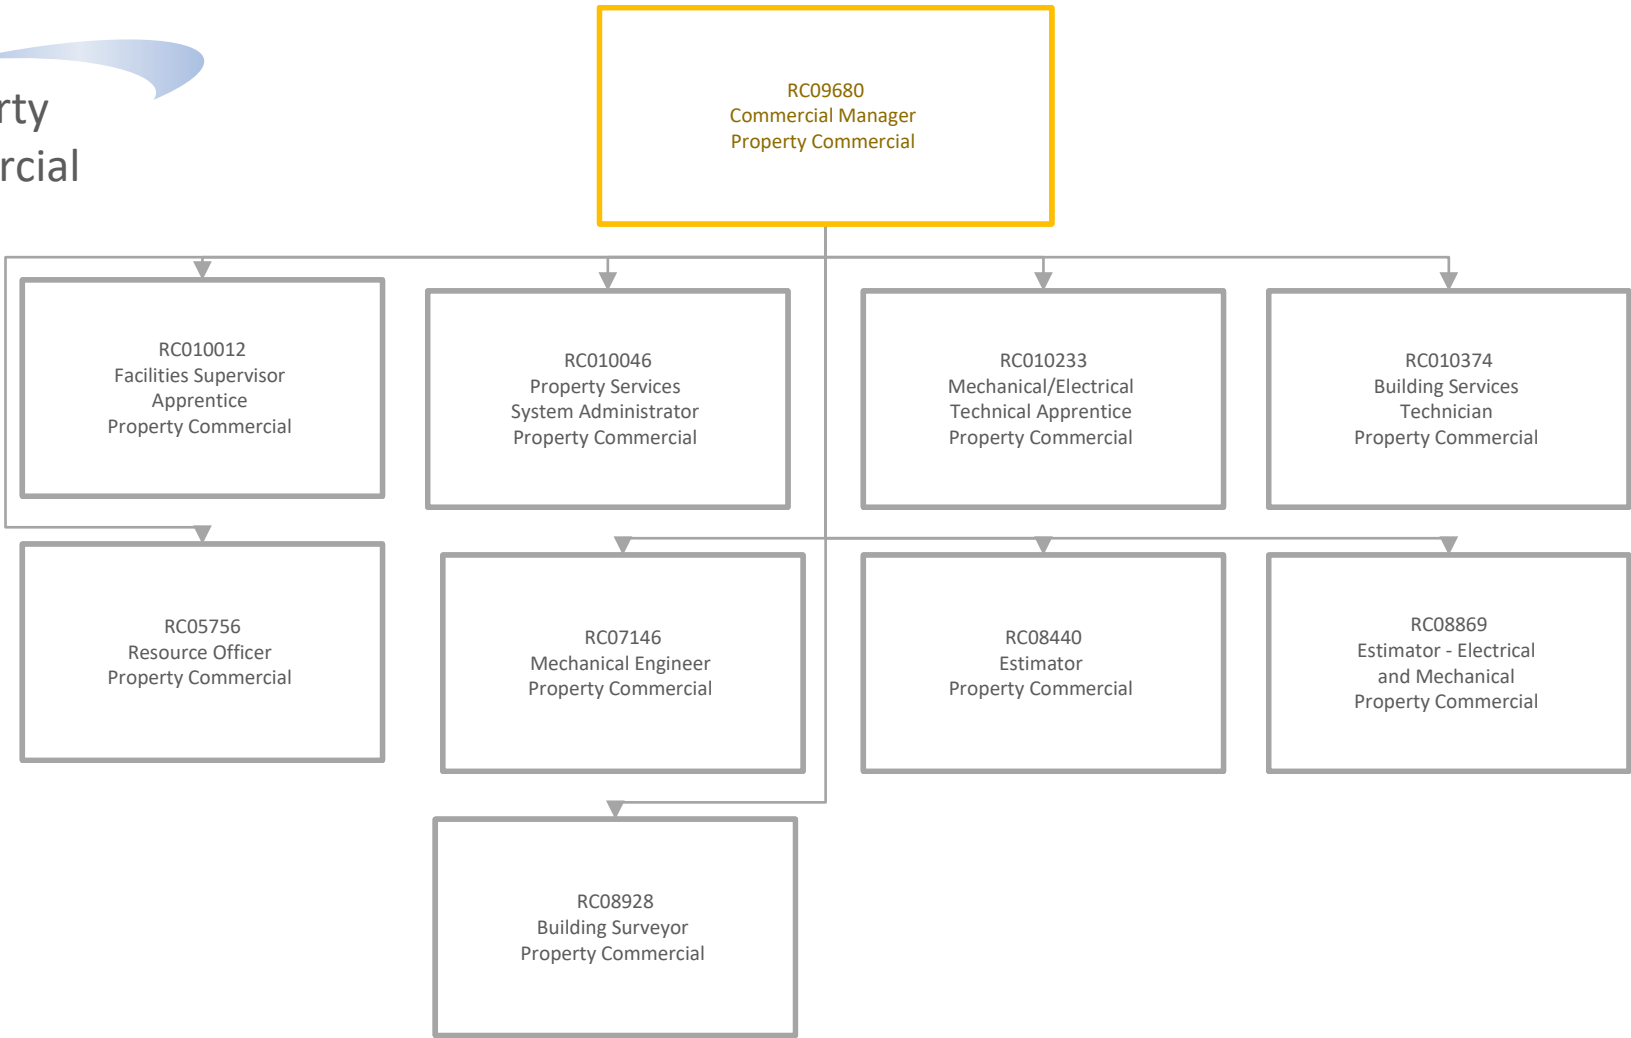 rty
rcial
RC09680
Commercial Manager
Property Commercial
RC010012
Facilities Supervisor
Apprentice
Property Commercial
RC010046
Property Services
System Administrator
Property Commercial
RC010233
Mechanical/Electrical
Technical Apprentice
Property Commercial
RC010374
Building Services
Technician
Property Commercial
RC05756
Resource Officer
Property Commercial
RC07146
Mechanical Engineer
Property Commercial
RC08440
Estimator
Property Commercial
RC08869
Estimator - Electrical
and Mechanical
Property Commercial
RC08928
Building Surveyor
Property Commercial